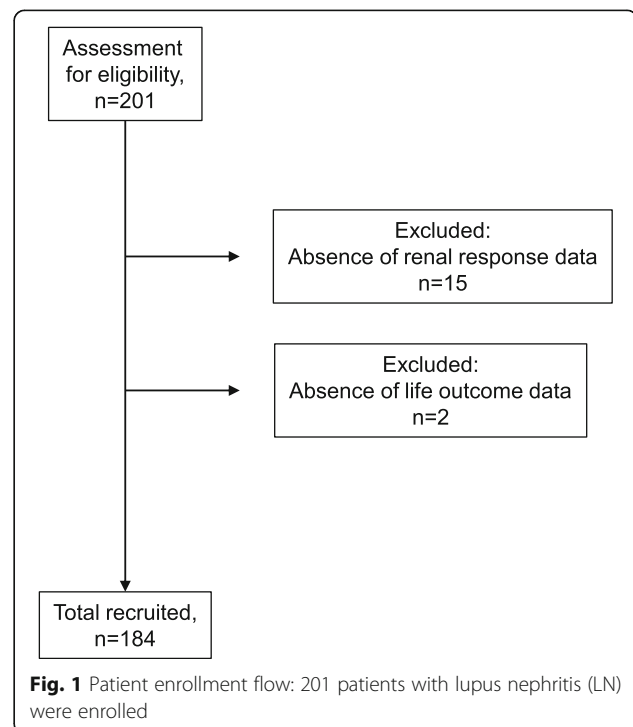 Assessment
for eligibility,
n=201
Excluded:
Absence of renal response data
n=15
Excluded:
Absence of life outcome data
n=2
Total recruited,
n=184
Fig. 1 Patient enrollment flow: 201 patients with lupus nephritis (LN)
were enrolled